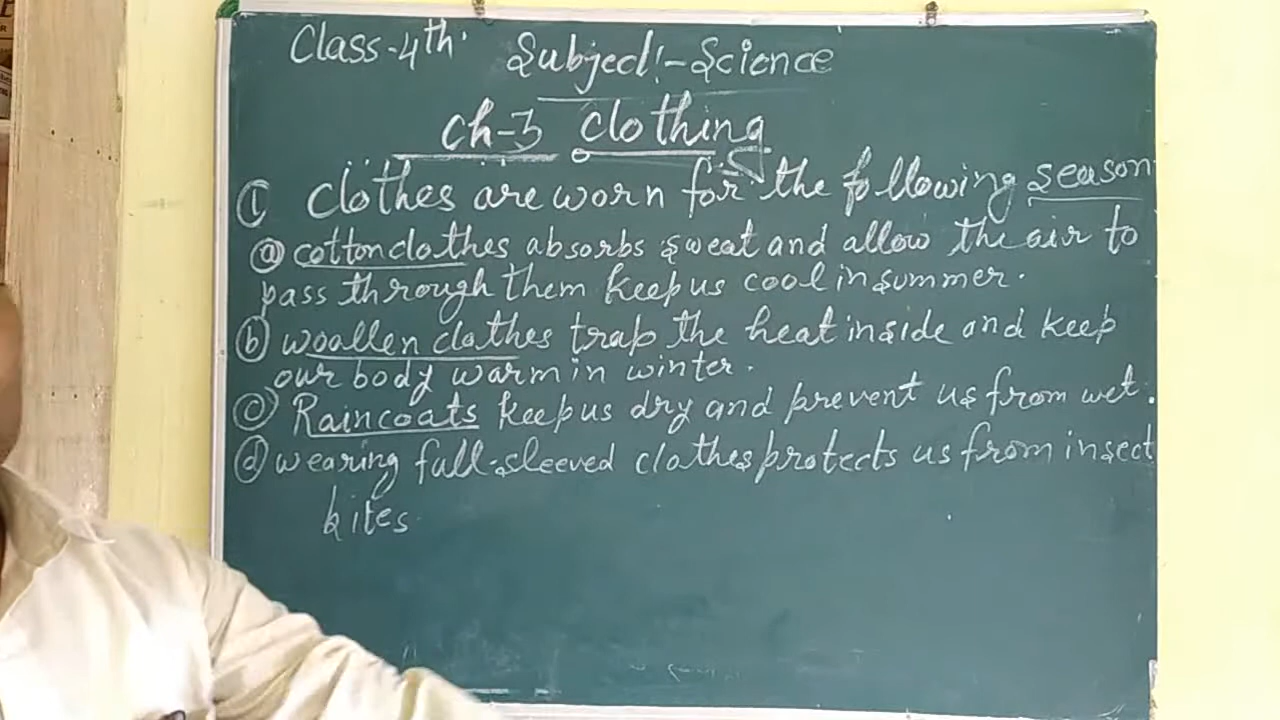 Class-4th.
Subject:-Science
Ch-3 clothing
① clothes are worn for the following season
ⓐ cotton clothes absorbs sweat and allow the air to
pass through them keep us cool in summer.
ⓑ woollen clothes trap the heat inside and keep
our body warm in winter.
ⓒ Raincoats keep us dry and prevent us from wet.
ⓓ wearing full-sleeved clothes protects us from insect
bites